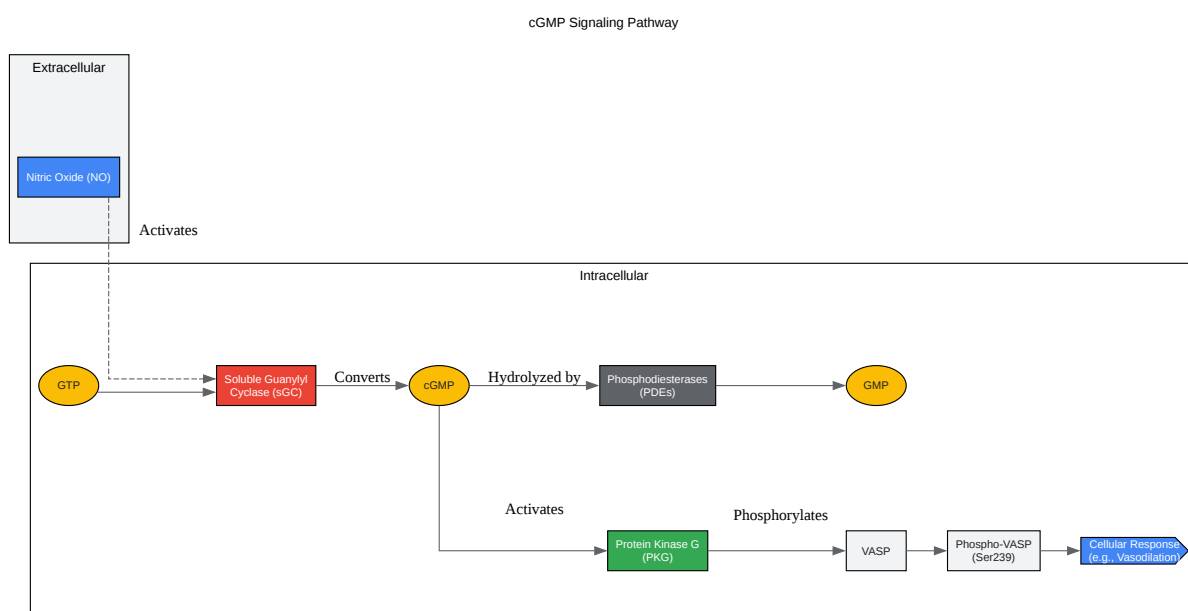 cGMP Signaling Pathway
Extracellular
Nitric Oxide (NO)
Activates
Intracellular
GTP
Soluble Guanylyl
Cyclase (sGC)
Converts
cGMP
Hydrolyzed by
Phosphodiesterases
(PDEs)
GMP
Activates
Protein Kinase G
(PKG)
Phosphorylates
VASP
Phospho-VASP
(Ser239)
Cellular Response
(e.g., Vasodilation)